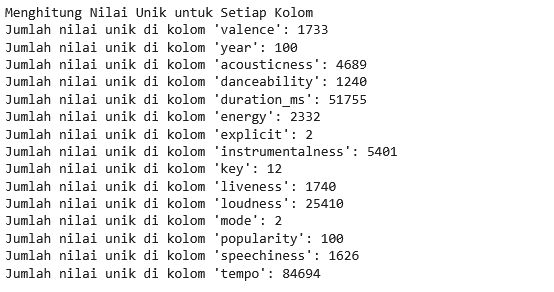 Menghitung Nilai Unik untuk Setiap Kolom
Jumlah nilai unik di kolom 'valence': 1733
Jumlah nilai unik di kolom 'year': 100
Jumlah nilai unik di kolom 'acousticness': 4689
Jumlah nilai unik di kolom 'danceability': 1240
Jumlah nilai unik di kolom 'duration_ms': 51755
Jumlah nilai unik di kolom 'energy': 2332
Jumlah nilai unik di kolom 'explicit': 2
Jumlah nilai unik di kolom 'instrumentalness': 5401
Jumlah nilai unik di kolom 'key': 12
Jumlah nilai unik di kolom 'liveness': 1740
Jumlah nilai unik di kolom 'loudness': 25410
Jumlah nilai unik di kolom 'mode': 2
Jumlah nilai unik di kolom 'popularity': 100
Jumlah nilai unik di kolom 'speechiness': 1626
Jumlah nilai unik di kolom 'tempo': 84694